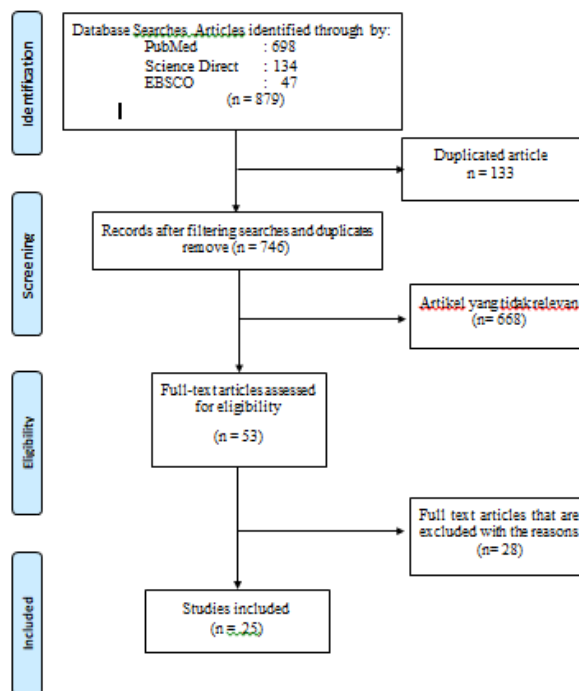 Identification
Database Searches. Articles identified through by:
PubMed : 698
Science Direct : 134
EBSCO : 47
(n = 879)
Duplicated article
n = 133
Screening
Records after filtering searches and duplicates
remove (n = 746)
Artikel yang tidak relevan
(n= 668)
Eligibility
Full-text articles assessed
for eligibility
(n = 53)
Full text articles that are
excluded with the reasons
(n= 28)
Included
Studies included
(n = 25)